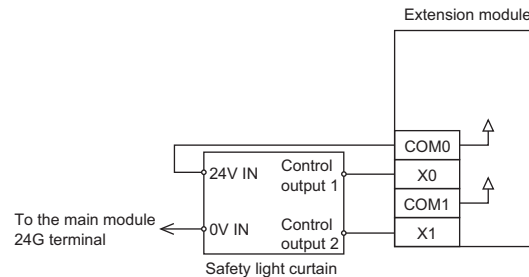 Extension module
COM0
24V IN
Control
output 1
X0
COM1
To the main module
24G terminal
0V IN
Control
output 2
X1
Safety light curtain